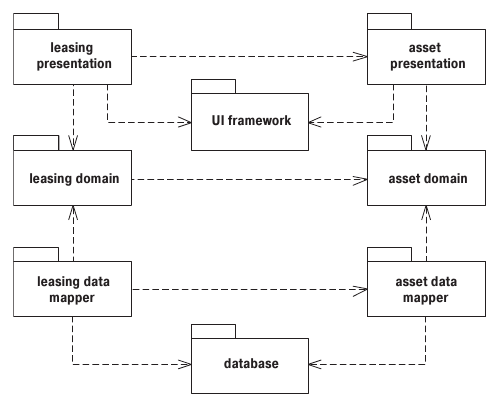 leasing
presentation
asset
presentation
UI framework
leasing domain
asset domain
leasing data
mapper
asset data
mapper
database